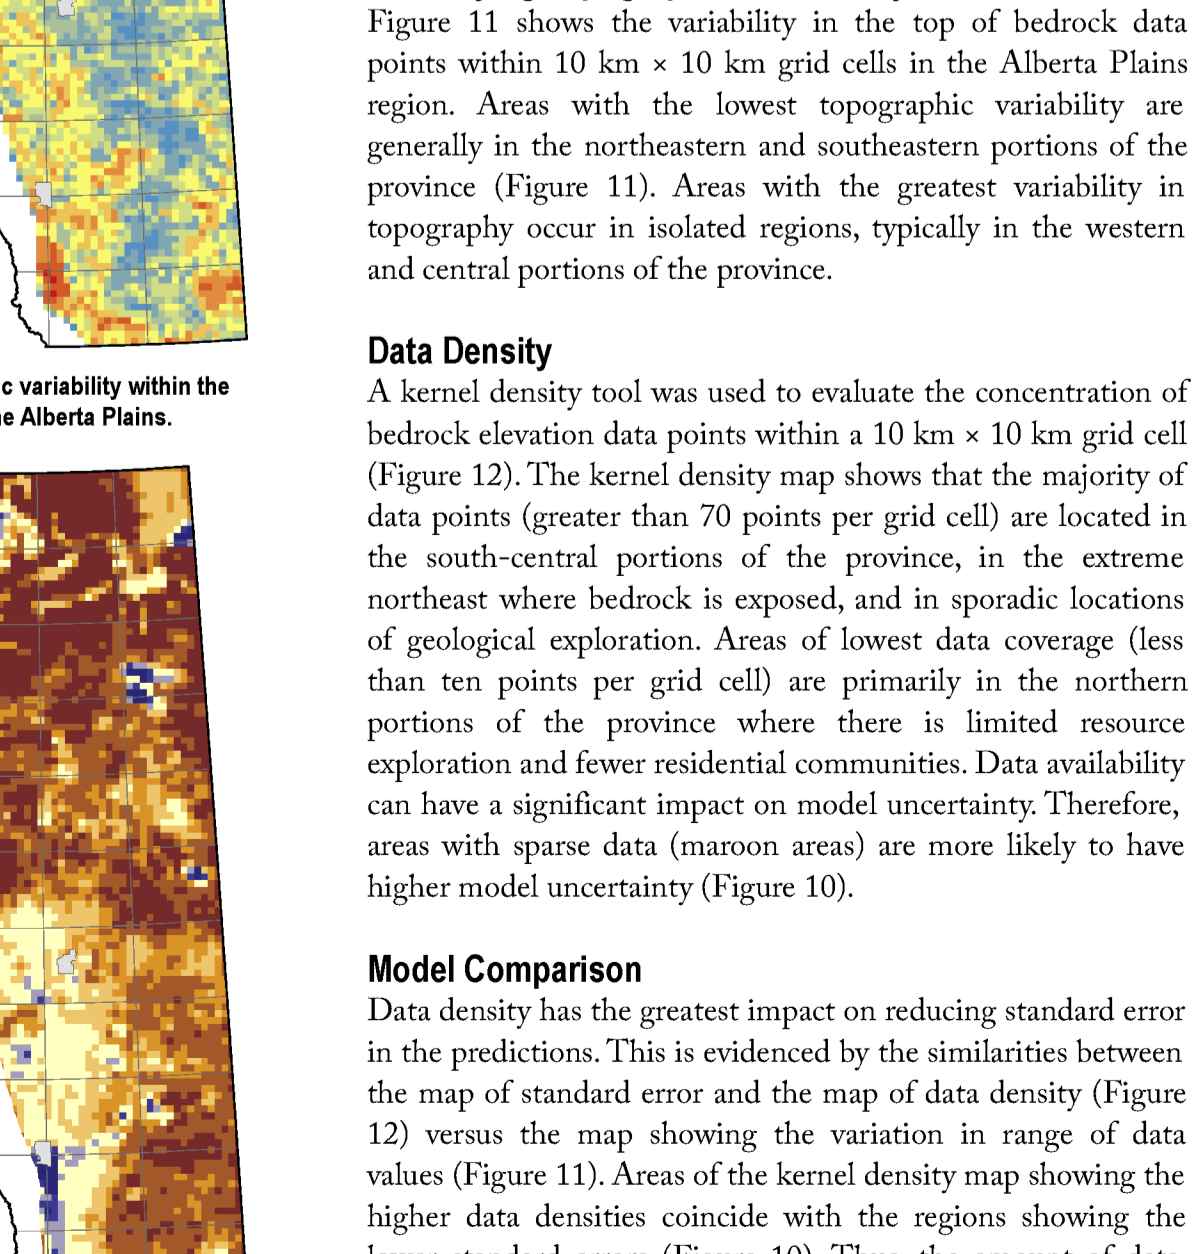 Figure 11 shows the variability in the top of bedrock data
points within 10 km × 10 km grid cells in the Alberta Plains
region. Areas with the lowest topographic variability are
generally in the northeastern and southeastern portions of the
province (Figure 11). Areas with the greatest variability in
topography occur in isolated regions, typically in the western
and central portions of the province.
c variability within the
e Alberta Plains.
Data Density
A kernel density tool was used to evaluate the concentration of
bedrock elevation data points within a 10 km × 10 km grid cell
(Figure 12). The kernel density map shows that the majority of
data points (greater than 70 points per grid cell) are located in
the south-central portions of the province, in the extreme
northeast where bedrock is exposed, and in sporadic locations
of geological exploration. Areas of lowest data coverage (less
than ten points per grid cell) are primarily in the northern
portions of the province where there is limited resource
exploration and fewer residential communities. Data availability
can have a significant impact on model uncertainty. Therefore,
areas with sparse data (maroon areas) are more likely to have
higher model uncertainty (Figure 10).
Model Comparison
Data density has the greatest impact on reducing standard error
in the predictions. This is evidenced by the similarities between
the map of standard error and the map of data density (Figure
12) versus the map showing the variation in range of data
values (Figure 11). Areas of the kernel density map showing the
higher data densities coincide with the regions showing the